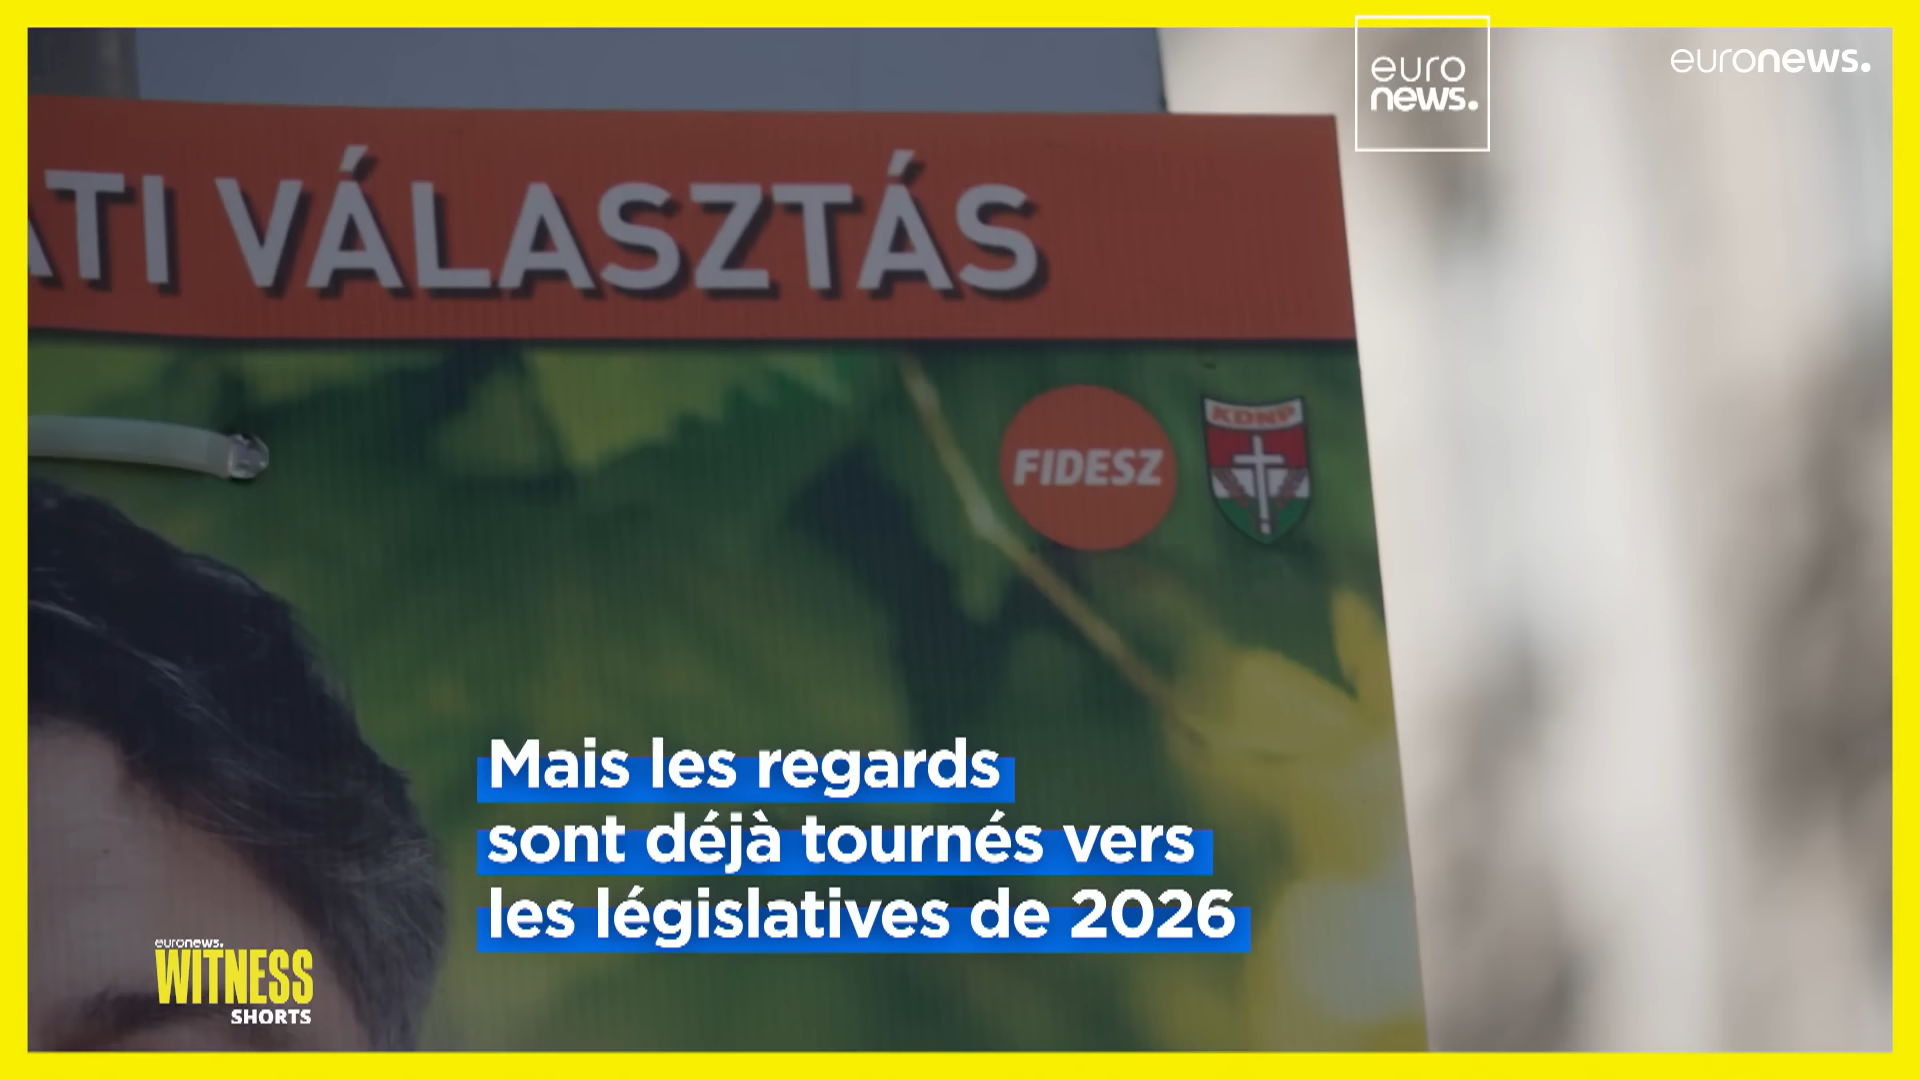 euro
news.
euronews.
ATI VÁLASZTÁS
FIDESZ
KDNP
Mais les regards
sont déjà tournés vers
les législatives de 2026
euronews.
WITNESS
SHORTS